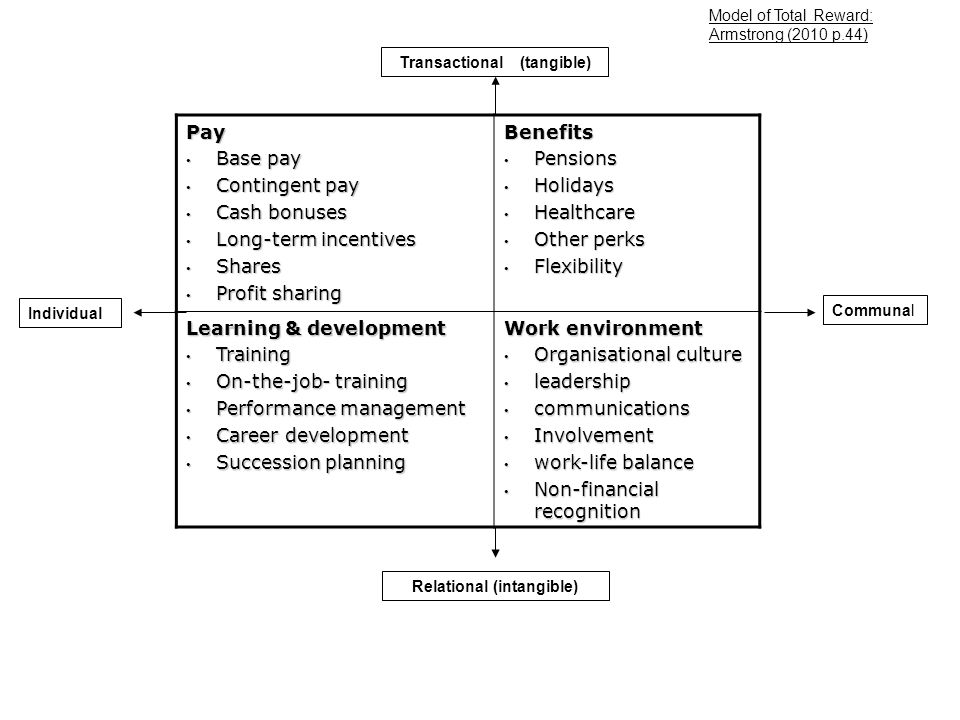 Model of Total Reward:
Armstrong (2010 p.44)
Transactional (tangible)
Pay
• Base pay
• Contingent pay
• Cash bonuses
• Long-term incentives
• Shares
• Profit sharing
Benefits
• Pensions
• Holidays
• Healthcare
• Other perks
• Flexibility
Individual
Communal
Learning & development
• Training
• On-the-job- training
• Performance management
• Career development
• Succession planning
Work environment
• Organisational culture
• leadership
• communications
• Involvement
• work-life balance
• Non-financial
recognition
Relational (intangible)